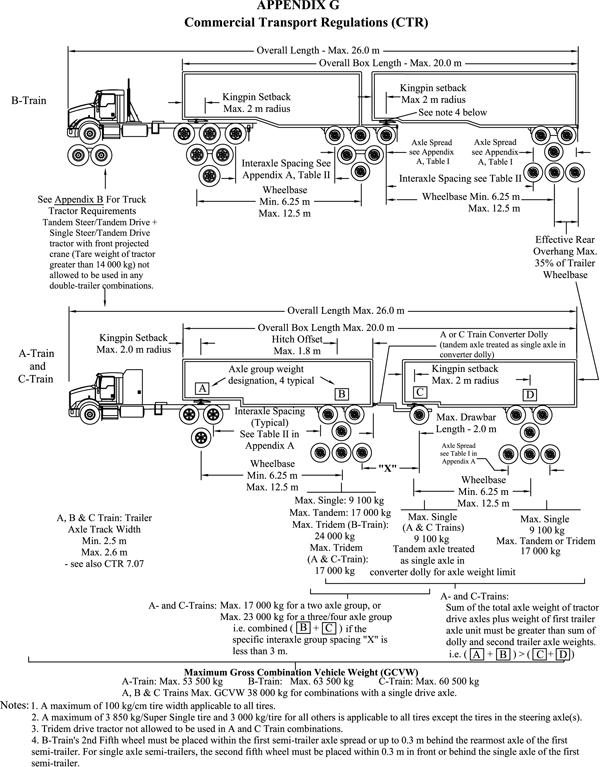 APPENDIX G
Commercial Transport Regulations (CTR)
Overall Length - Max. 26.0 m
Overall Box Length - Max. 20.0 m
B-Train
Kingpin Setback
Max. 2 m radius
Kingpin setback
Max 2 m radius
See note 4 below
Axle Spread
see Appendix
A, Table I
Axle Spread
see Appendix
A, Table I
Interaxle Spacing See
Appendix A, Table II
Interaxle Spacing see Table II
Wheelbase
Min. 6.25 m
Max. 12.5 m
Wheelbase Min. 6.25 m
Max. 12.5 m
See Appendix B For Truck
Tractor Requirements
Tandem Steer/Tandem Drive +
Single Steer/Tandem Drive
tractor with front projected
crane (Tare weight of tractor
greater than 14 000 kg) not
allowed to be used in any
double-trailer combinations.
Effective Rear
Overhang Max.
35% of Trailer
Wheelbase
Overall Length Max. 26.0 m
Overall Box Length Max. 20.0 m
A-Train
and
C-Train
Kingpin Setback
Max. 2.0 m radius
Hitch Offset
Max. 1.8 m
A or C Train Converter Dolly
(tandem axle treated as single axle in
converter dolly)
Axle group weight
designation, 4 typical
Kingpin setback
Max. 2 m radius
A
B
C
D
Interaxle Spacing
(Typical)
See Table II in
Appendix A
Max. Drawbar
Length - 2.0 m
Axle Spread
see Table I in
Appendix A
"X"
Wheelbase
Min. 6.25 m
Max. 12.5 m
Wheelbase
Min. 6.25 m
Max. 12.5 m
A, B & C Train: Trailer
Axle Track Width
Min. 2.5 m
Max. 2.6 m
- see also CTR 7.07
Max. Single: 9 100 kg
Max. Tandem: 17 000 kg
Max. Tridem (B-Train):
24 000 kg
Max. Tridem
(A & C-Train):
17 000 kg
Max. Single
(A & C Trains)
9 100 kg
Tandem axle treated
as single axle in
converter dolly for axle weight limit
Max. Single
9 100 kg
Max. Tandem or Tridem
17 000 kg
A- and C-Trains: Max. 17 000 kg for a two axle group, or
Max. 23 000 kg for a three/four axle group
i.e. combined ( B + C ) if the
specific interaxle group spacing "X" is
less than 3 m.
A- and C-Trains:
Sum of the total axle weight of tractor
drive axles plus weight of first trailer
axle unit must be greater than sum of
dolly and second trailer axle weights.
i.e. ( A + B ) > ( C + D )
Maximum Gross Combination Vehicle Weight (GCVW)
A-Train: Max. 53 500 kg B-Train: Max. 63 500 kg C-Train: Max. 60 500 kg
A, B & C Trains Max. GCVW 38 000 kg for combinations with a single drive axle.
Notes: 1. A maximum of 100 kg/cm tire width applicable to all tires.
2. A maximum of 3 850 kg/Super Single tire and 3 000 kg/tire for all others is applicable to all tires except the tires in the steering axle(s).
3. Tridem drive tractor not allowed to be used in A and C Train combinations.
4. B-Train's 2nd Fifth wheel must be placed within the first semi-trailer axle spread or up to 0.3 m behind the rearmost axle of the first
semi-trailer. For single axle semi-trailers, the second fifth wheel must be placed within 0.3 m in front or behind the single axle of the first
semi-trailer.